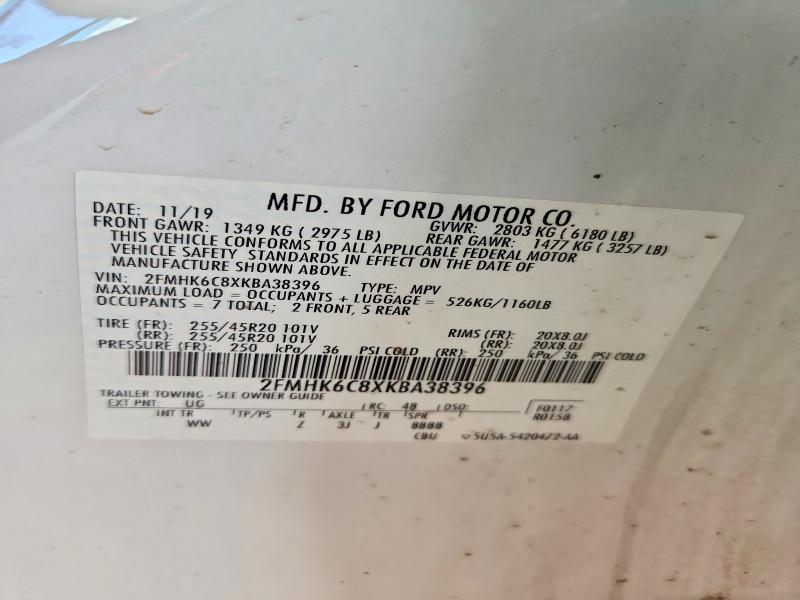 MFD. BY FORD MOTOR CO.
DATE: 11/19 GVWR: 2803 KG ( 6180 LB)
FRONT GAWR: 1349 KG ( 2975 LB) REAR GAWR: 1477 KG ( 3257 LB)
THIS VEHICLE CONFORMS TO ALL APPLICABLE FEDERAL MOTOR
VEHICLE SAFETY STANDARDS IN EFFECT ON THE DATE OF
MANUFACTURE SHOWN ABOVE.
VIN: 2FMHK6C8XKBA38396 TYPE: MPV
MAXIMUM LOAD = OCCUPANTS + LUGGAGE = 526KG/1160LB
OCCUPANTS = 7 TOTAL; 2 FRONT, 5 REAR
TIRE (FR): 255/45R20 101V RIMS (FR): 20X8.0J
(RR): 255/45R20 101V (RR): 20X8.0J
PRESSURE (FR): 250 kPa/ 36 PSI COLD (RR): 250 kPa/ 36 PSI COLD
2FMHK6C8XKBA38396
TRAILER TOWING - SEE OWNER GUIDE
EXT PNT: UG RC: 48 DSO: F0117
INT TR TP/PS R AXLE TR SPR R0158
WW Z 3J J 8888
CBU 5U5A-5420472-AA